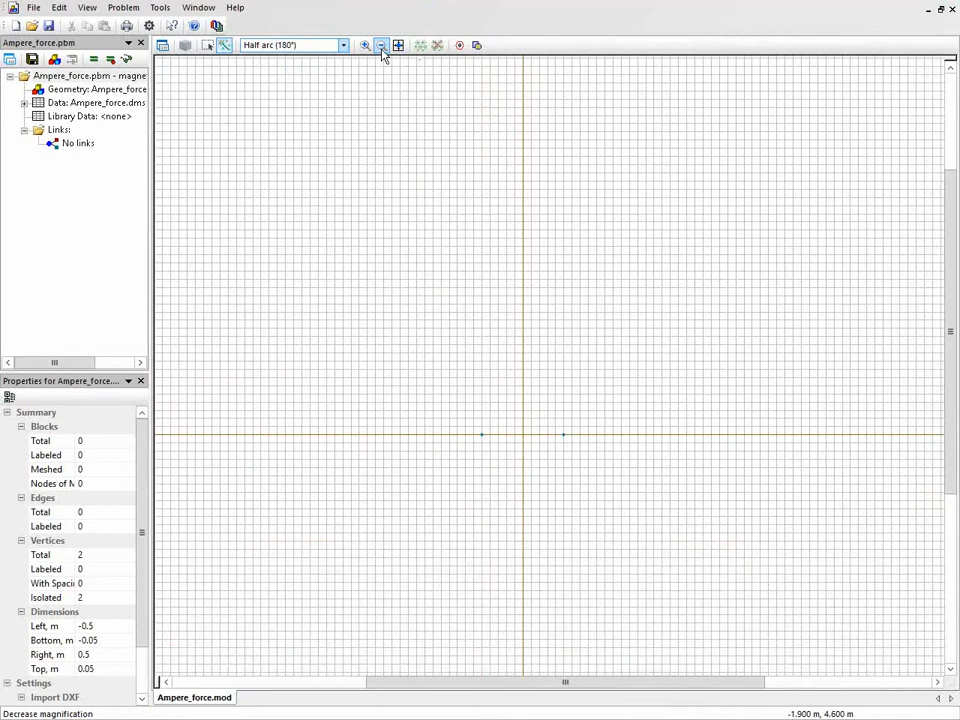 File Edit View Problem Tools Window Help
Half arc (180°)
Ampere_force.pbm
Ampere_force.pbm - magne
Geometry: Ampere_force
Data: Ampere_force.dms
Library Data: <none>
Links:
No links
Properties for Ampere_force....
Summary
Blocks
Total 0
Labeled 0
Meshed 0
Nodes of M 0
Edges
Total 0
Labeled 0
Vertices
Total 2
Labeled 0
With Spacin 0
Isolated 2
Dimensions
Left, m -0.5
Bottom, m -0.05
Right, m 0.5
Top, m 0.05
Settings
Import DXF
Ampere_force.mod
Decrease magnification
-1.900 m, 4.600 m